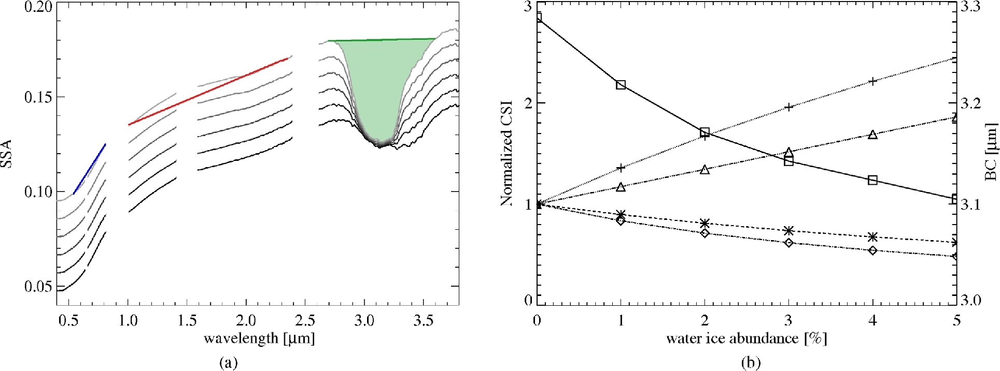 0.20
0.15
0.10
0.05
SSA
0.5 1.0 1.5 2.0 2.5 3.0 3.5
wavelength [µm]
(a)
3
2
1
0
Normalized CSI
3.3
3.2
3.1
3.0
BC [µm]
0 1 2 3 4 5
water ice abundance [%]
(b)